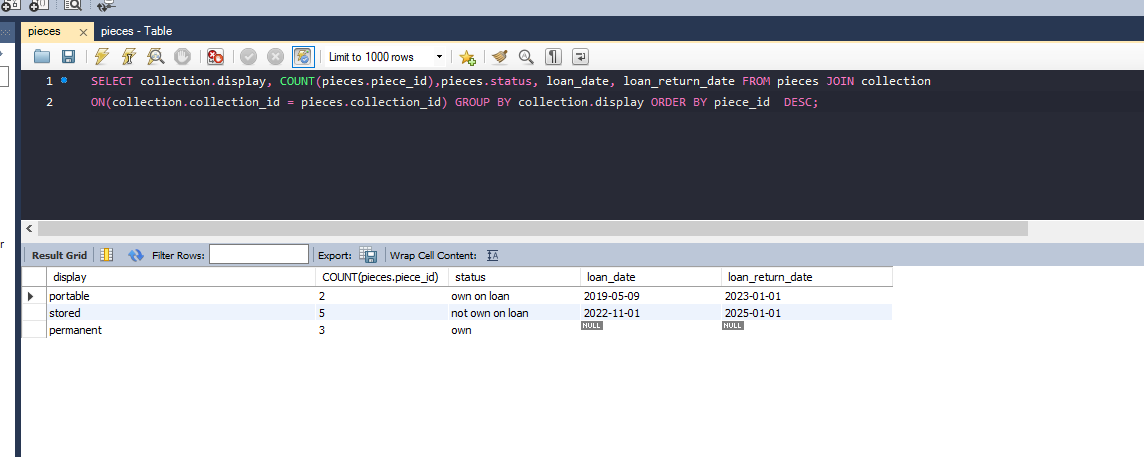 pieces pieces - Table
Limit to 1000 rows
1 SELECT collection.display, COUNT(pieces.piece_id),pieces.status, loan_date, loan_return_date FROM pieces JOIN collection
2 ON(collection.collection_id = pieces.collection_id) GROUP BY collection.display ORDER BY piece_id  DESC;
r
Result Grid Filter Rows: Export: Wrap Cell Content:
display COUNT(pieces.piece_id) status loan_date loan_return_date
portable 2 own on loan 2019-05-09 2023-01-01
stored 5 not own on loan 2022-11-01 2025-01-01
permanent 3 own NULL NULL